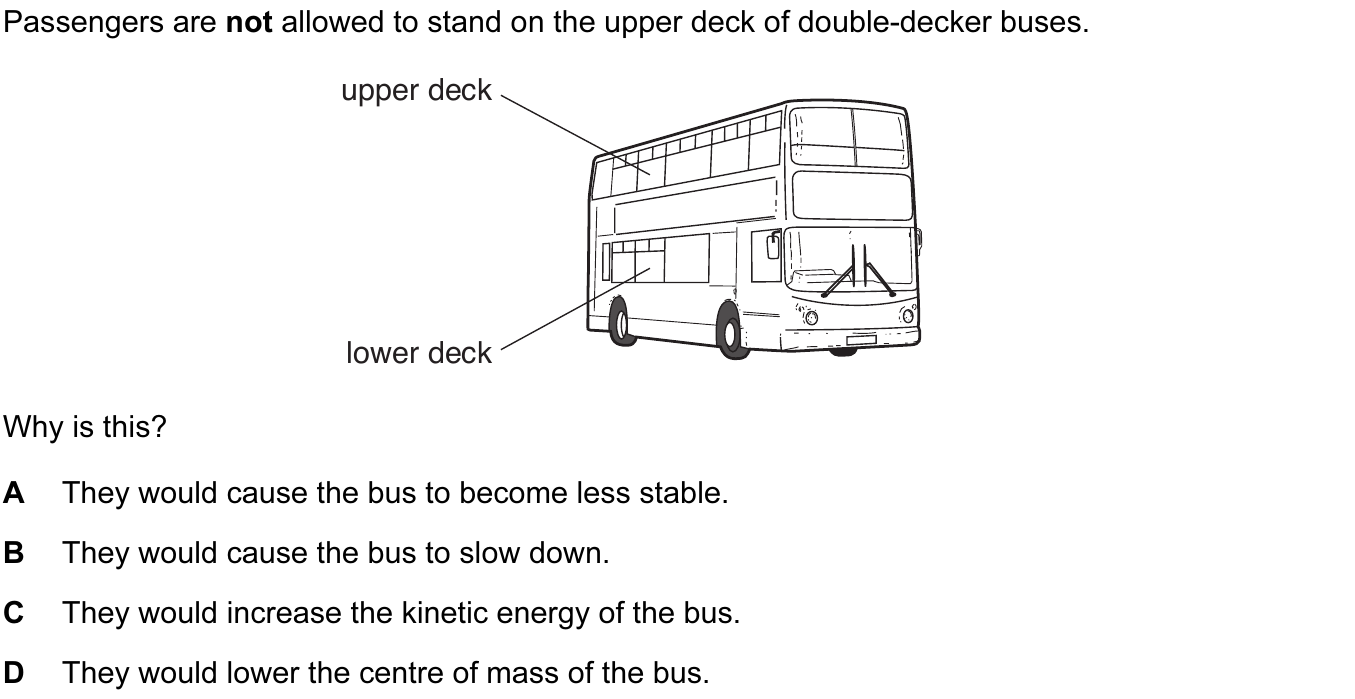 Passengers are not allowed to stand on the upper deck of double-decker buses.
upper deck
lower deck
Why is this?
A They would cause the bus to become less stable.
B They would cause the bus to slow down.
C They would increase the kinetic energy of the bus.
D They would lower the centre of mass of the bus.